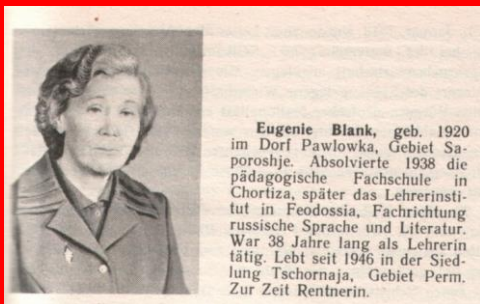 Eugenie Blank, geb. 1920
im Dorf Pawlowka, Gebiet Sa-
poroshje. Absolvierte 1938 die
pädagogische Fachschule in
Chortiza, später das Lehrerinsti-
tut in Feodossia, Fachrichtung
russische Sprache und Literatur.
War 38 Jahre lang als Lehrerin
tätig. Lebt seit 1946 in der Sied-
lung Tschornaja, Gebiet Perm.
Zur Zeit Rentnerin.